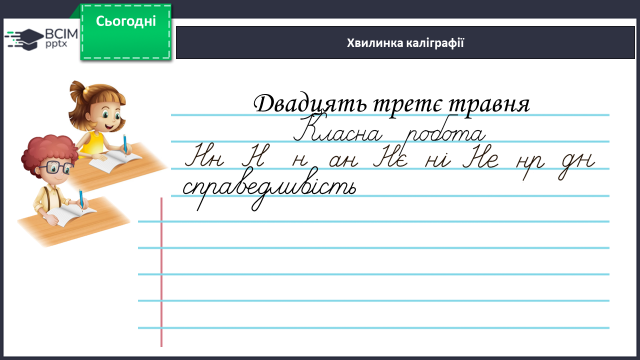 Сьогодні
ВСІМ pptx
Хвилинка каліграфії
Двадцять третє травня
Класна робота
Нн Н н ан Нє ні Не нр дн
справедливість